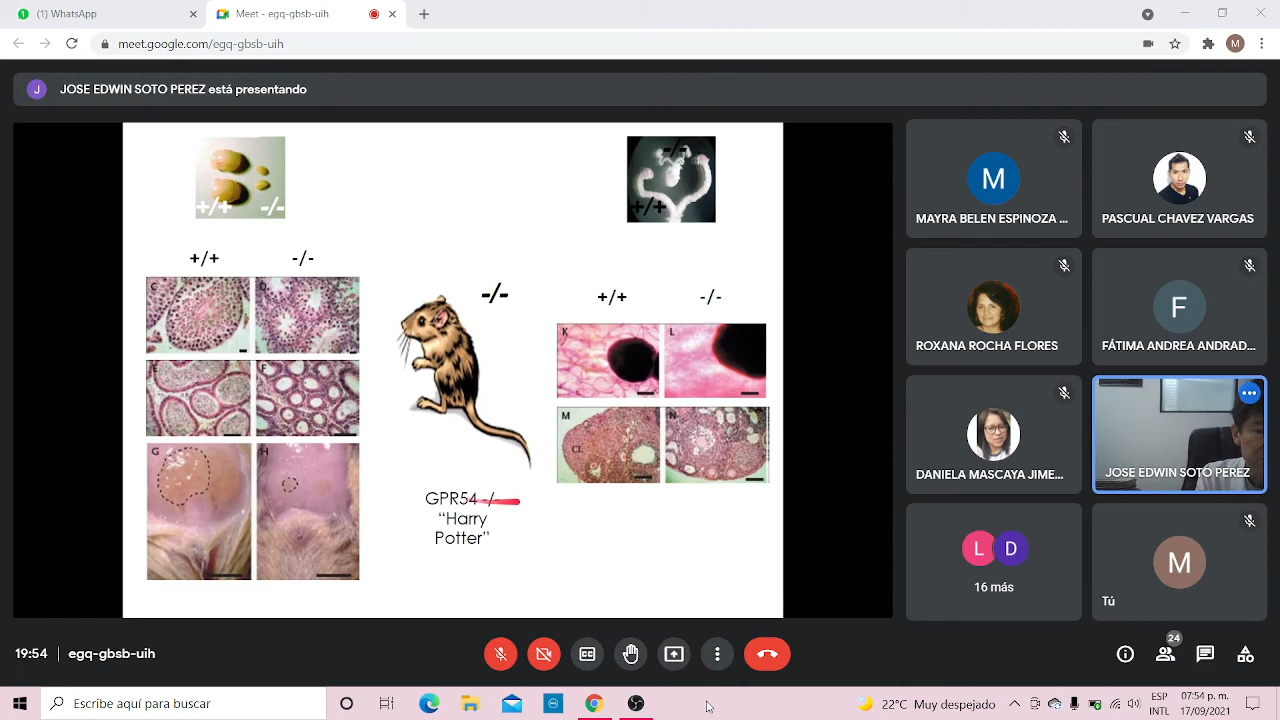 (1) WhatsApp
Meet - egq-gbsb-uih
meet.google.com/egq-gbsb-uih
M
J
JOSE EDWIN SOTO PEREZ está presentando
+/+ -/-
-/-
+/+
+/+ -/-
C
D
E
F
G
H
-/-
GPR54 -/-
“Harry
Potter”
+/+ -/-
K
L
M
CL
N
M
MAYRA BELEN ESPINOZA ...
PASCUAL CHAVEZ VARGAS
ROXANA ROCHA FLORES
F
FÁTIMA ANDREA ANDRAD...
DANIELA MASCAYA JIME...
JOSE EDWIN SOTO PEREZ
L D
16 más
M
Tú
19:54 | egq-gbsb-uih
24
Escribe aquí para buscar
22°C Muy despejado
ESP
INTL
07:54 p. m.
17/09/2021